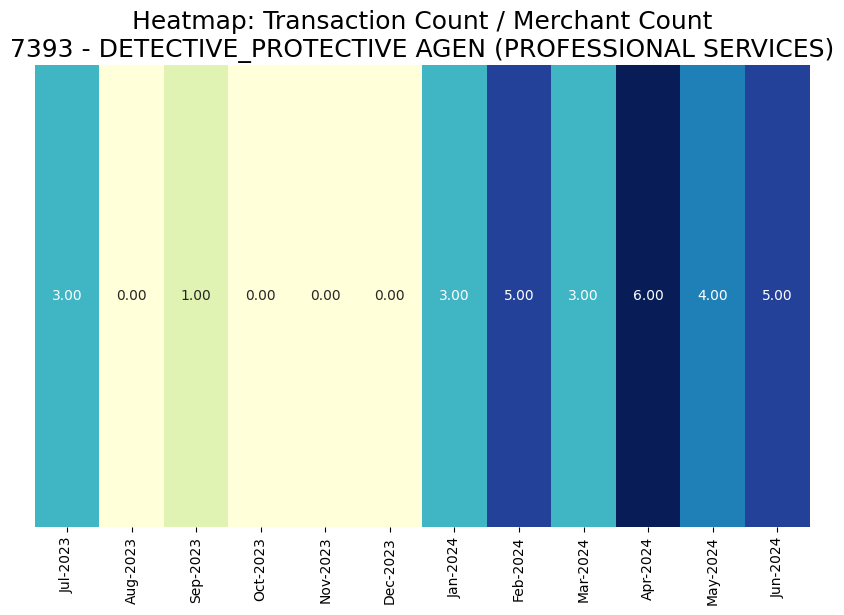 Heatmap: Transaction Count / Merchant Count
7393 - DETECTIVE_PROTECTIVE AGEN (PROFESSIONAL SERVICES)
3.00 0.00 1.00 0.00 0.00 0.00 3.00 5.00 3.00 6.00 4.00 5.00
Jul-2023 Aug-2023 Sep-2023 Oct-2023 Nov-2023 Dec-2023 Jan-2024 Feb-2024 Mar-2024 Apr-2024 May-2024 Jun-2024